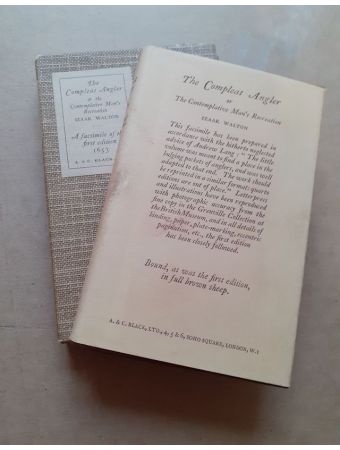 The
Compleat Angler
or the
Contemplative Man's
Recreation
IZAAK WALTON
A facsimile of the
first edition
1653
A. & C. BLACK,
The Compleat Angler
or
The Contemplative Man's Recreation
IZAAK WALTON
This facsimile has been prepared in
accordance with the hitherto neglected
advice of Andrew Lang:- "The little
volume was meant to find a place in the
bulging pockets of anglers, and was well
adapted to that end. The work should
be reprinted in a similar format: quarto
editions are out of place." Letterpress
and illustrations have been reproduced
with photographic accuracy from the
fine copy in the Grenville Collection at
the British Museum, and in all details of
binding, paper, plate-marking, eccentric
pagination, etc., the first edition
has been closely followed.
Bound, as was the first edition,
in full brown sheep.
A. & C. BLACK, LTD., 4, 5 & 6, SOHO SQUARE, LONDON, W.1